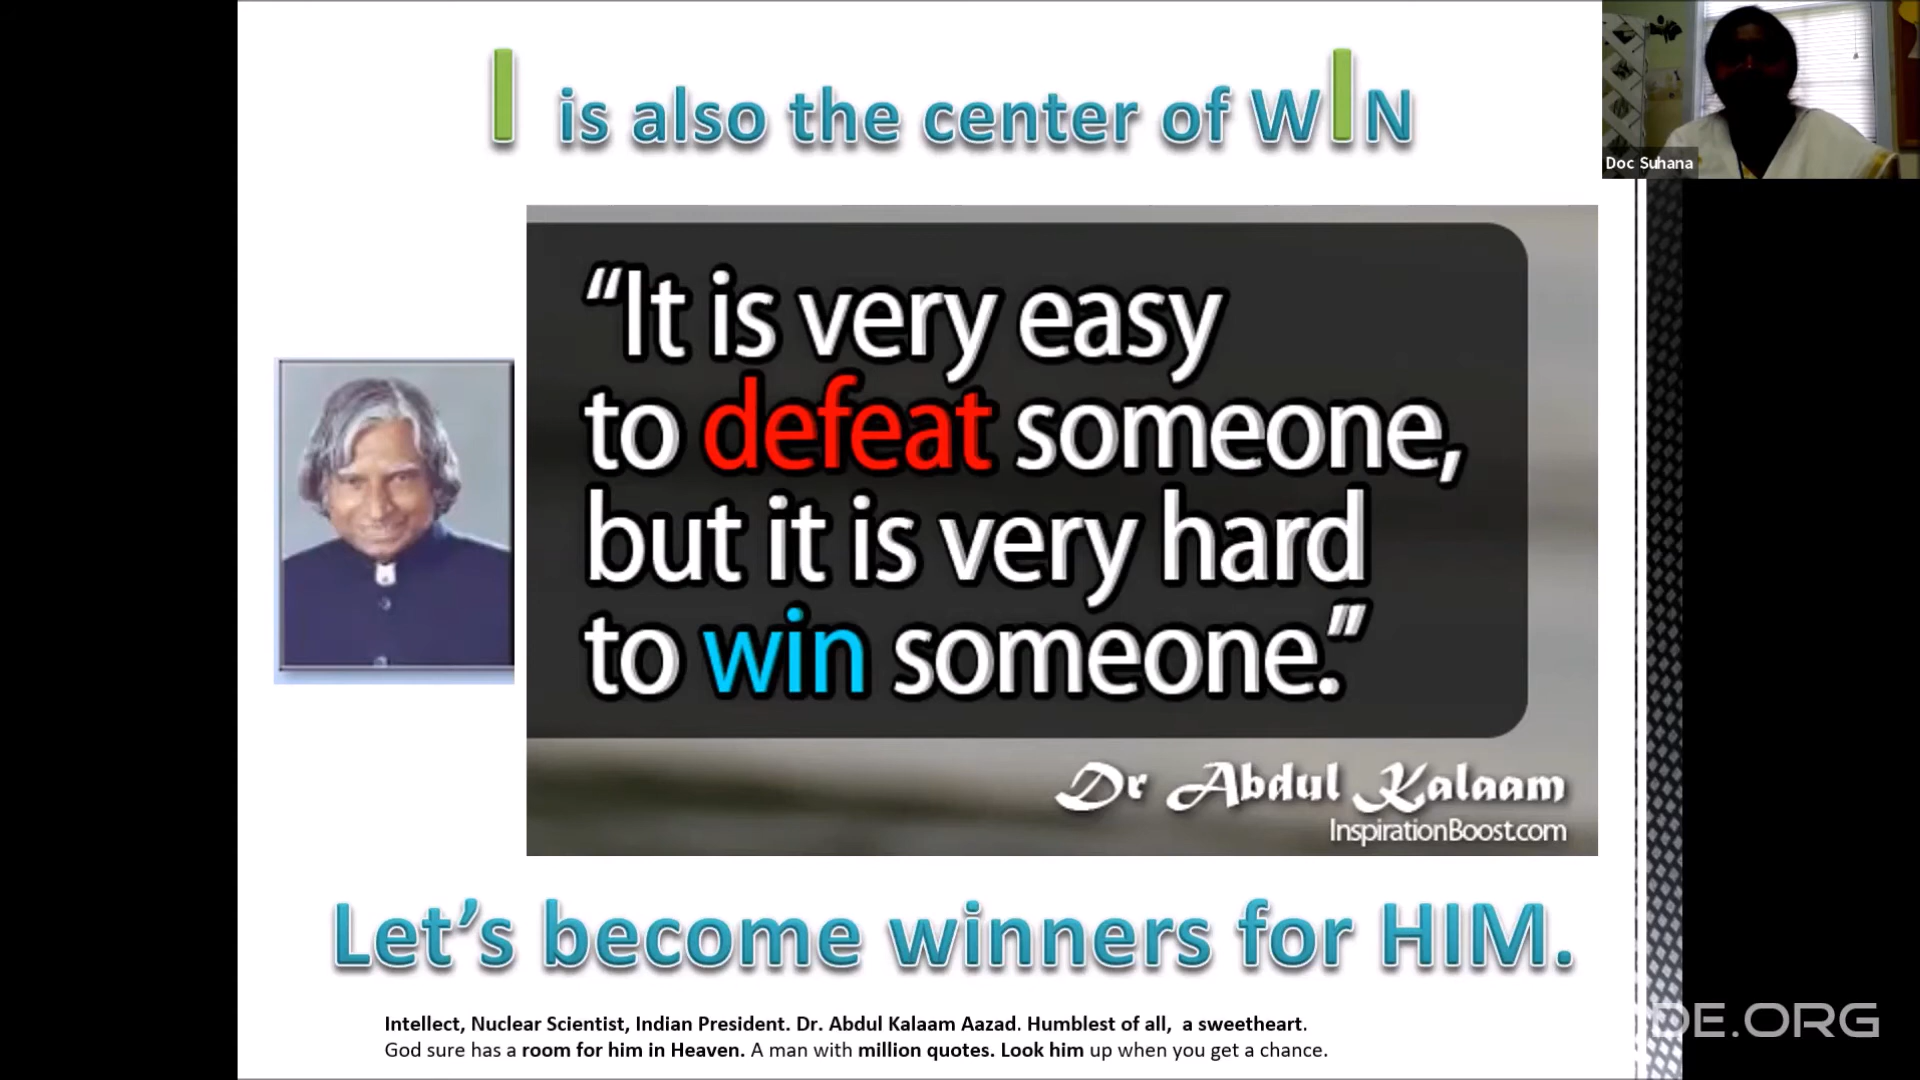 I is also the center of WIN
Doc Suhana
“It is very easy
to defeat someone,
but it is very hard
to win someone.”
Dr Abdul Kalaam
InspirationBoost.com
Let’s become winners for HIM.
Intellect, Nuclear Scientist, Indian President. Dr. Abdul Kalaam Aazad. Humblest of all, a sweetheart.
God sure has a room for him in Heaven. A man with million quotes. Look him up when you get a chance.
DE.ORG